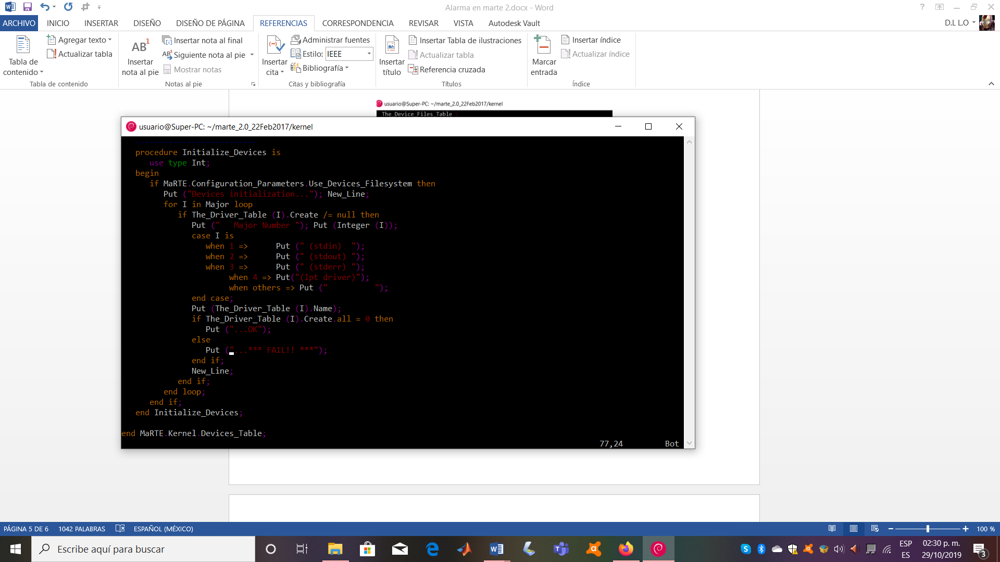 Alarma en marte 2.docx - Word
ARCHIVO INICIO INSERTAR DISEÑO DISEÑO DE PÁGINA REFERENCIAS CORRESPONDENCIA REVISAR VISTA Autodesk Vault D.L L.O
Tabla de contenido
Agregar texto
Actualizar tabla
Tabla de contenido
AB1
Insertar nota al pie
Insertar nota al final
Siguiente nota al pie
Mostrar notas
Notas al pie
Insertar cita
Administrar fuentes
Estilo: IEEE
Bibliografía
Citas y bibliografía
Insertar título
Insertar Tabla de ilustraciones
Actualizar tabla
Referencia cruzada
Títulos
Marcar entrada
Insertar índice
Actualizar índice
Índice
usuario@Super-PC: ~/marte_2.0_22Feb2017/kernel
The_Device_Files_Table :
usuario@Super-PC: ~/marte_2.0_22Feb2017/kernel
--------------------------
procedure Initialize_Devices is
use type Int;
begin
if MaRTE.Configuration_Parameters.Use_Devices_Filesystem then
Put ("Devices initialization..."); New_Line;
for I in Major loop
if The_Driver_Table (I).Create /= null then
Put ("   Major Number "); Put (Integer (I));
case I is
when 1 =>      Put (" (stdin)  ");
when 2 =>      Put (" (stdout) ");
when 3 =>      Put (" (stderr) ");
when 4 => Put("(Ipt driver)");
when others => Put ("          ");
end case;
Put (The_Driver_Table (I).Name);
if The_Driver_Table (I).Create.all = 0 then
Put ("...OK");
else
Put ("...*** FAIL!! ***");
end if;
New_Line;
end if;
end loop;
end if;
end Initialize_Devices;
end MaRTE.Kernel.Devices_Table;
77,24 Bot
PÁGINA 5 DE 6 1042 PALABRAS ESPAÑOL (MÉXICO) 100 %
Escribe aquí para buscar
ESP
ES
02:30 p. m.
29/10/2019
3